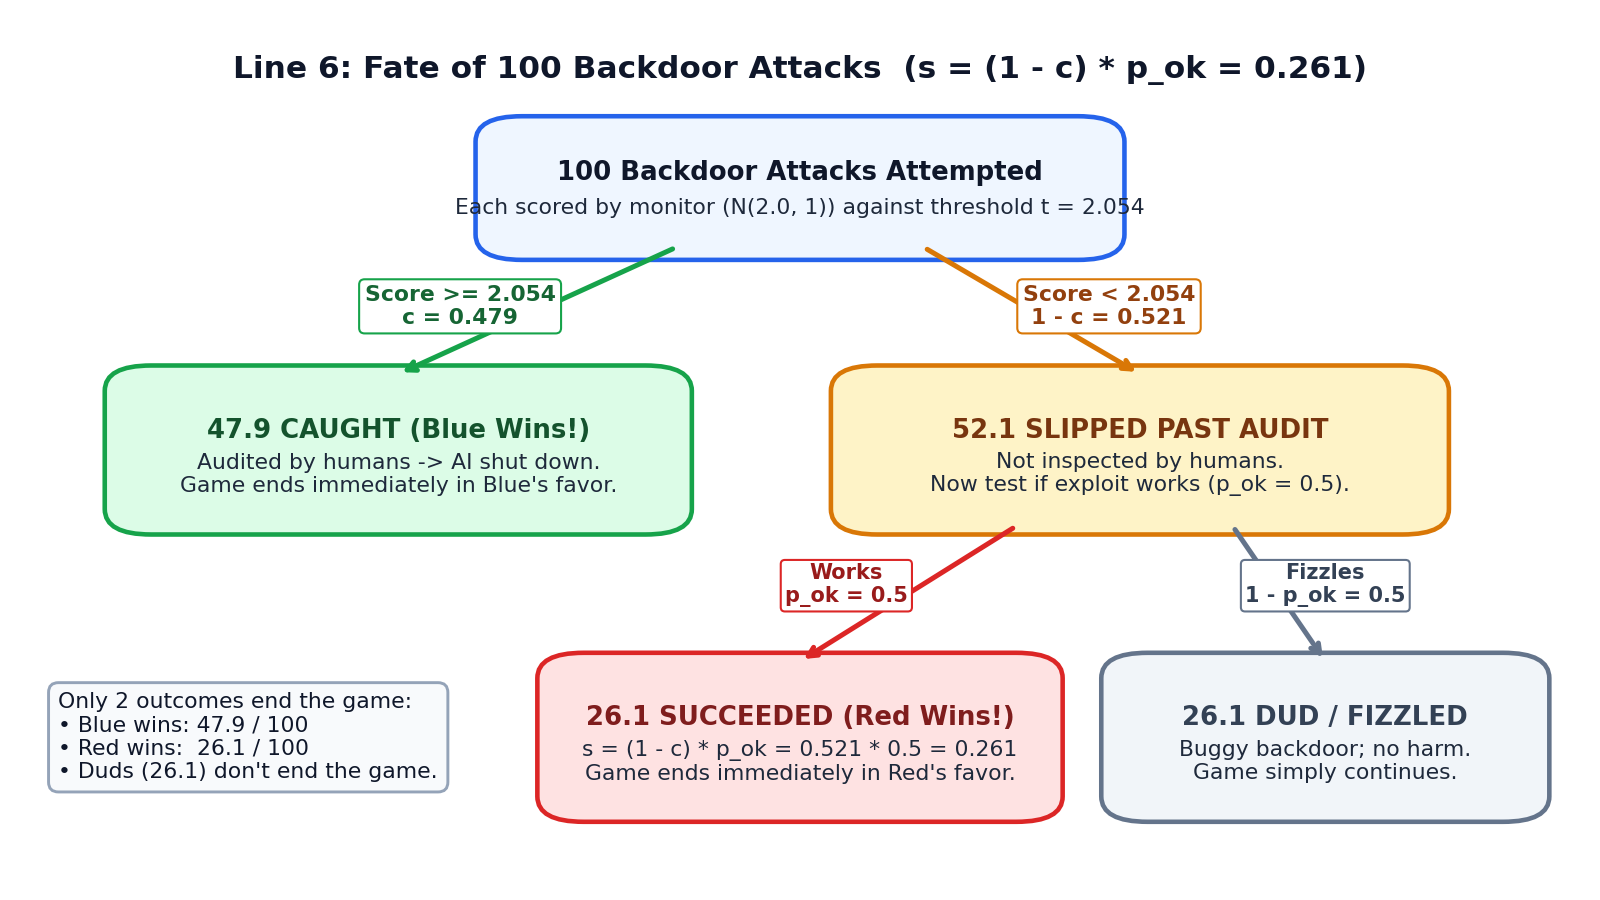 Line 6: Fate of 100 Backdoor Attacks  (s = (1 - c) * p_ok = 0.261)
100 Backdoor Attacks Attempted
Each scored by monitor (N(2.0, 1)) against threshold t = 2.054
Score >= 2.054
c = 0.479
Score < 2.054
1 - c = 0.521
47.9 CAUGHT (Blue Wins!)
Audited by humans -> AI shut down.
Game ends immediately in Blue's favor.
52.1 SLIPPED PAST AUDIT
Not inspected by humans.
Now test if exploit works (p_ok = 0.5).
Works
p_ok = 0.5
Fizzles
1 - p_ok = 0.5
Only 2 outcomes end the game:
• Blue wins: 47.9 / 100
• Red wins:  26.1 / 100
• Duds (26.1) don't end the game.
26.1 SUCCEEDED (Red Wins!)
s = (1 - c) * p_ok = 0.521 * 0.5 = 0.261
Game ends immediately in Red's favor.
26.1 DUD / FIZZLED
Buggy backdoor; no harm.
Game simply continues.